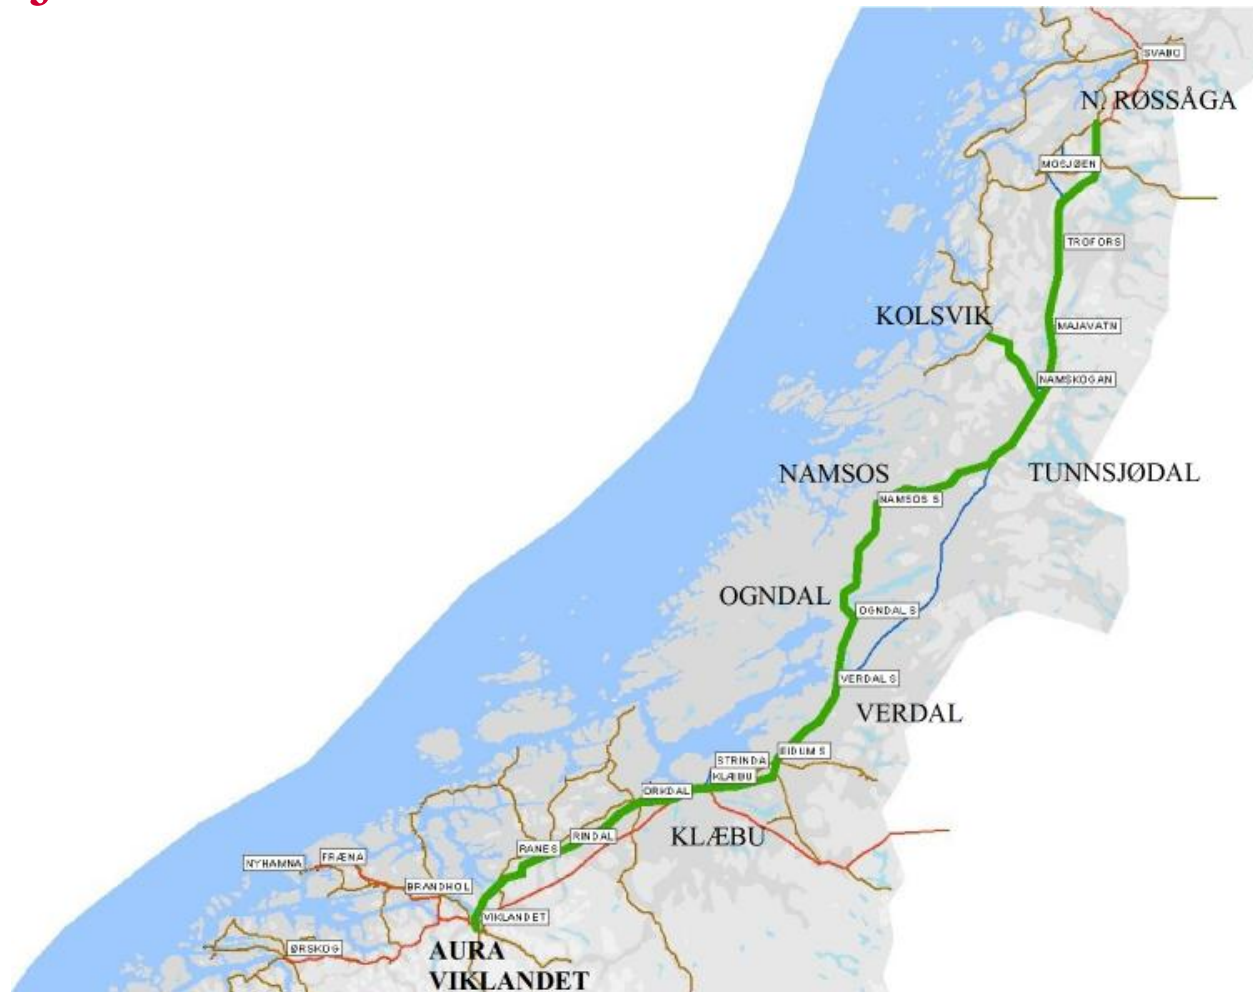 SVABO
N. RØSSÅGA
MOSJØEN
TROFORS
KOLSVIK
MAJAVATN
NAMSKOGAN
NAMSOS
TUNNSJØDAL
NAMSOS S
OGNDAL
OGNDAL S
VERDAL S
VERDAL
EIDUM S
STRINDA
KLÆBU
ORKDAL
KLÆBU
RINDAL
RANES
FRÆNA
NYHAMNA
BRANDHOL
VIKLANDET
ØRSKOG
AURA
VIKLANDET